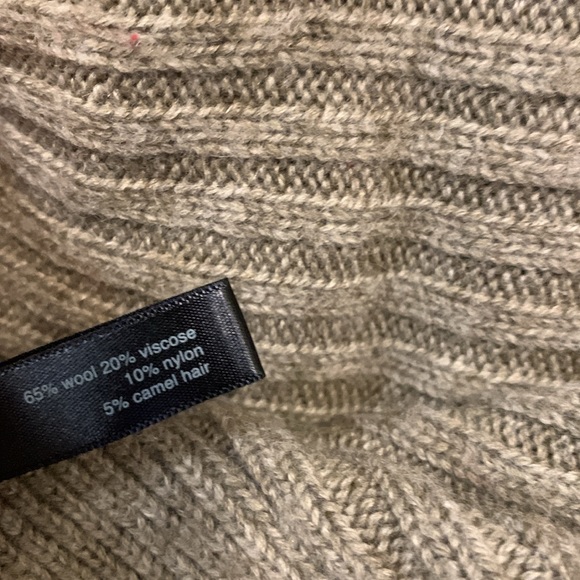 65% wool 20% viscose
10% nylon
5% camel hair